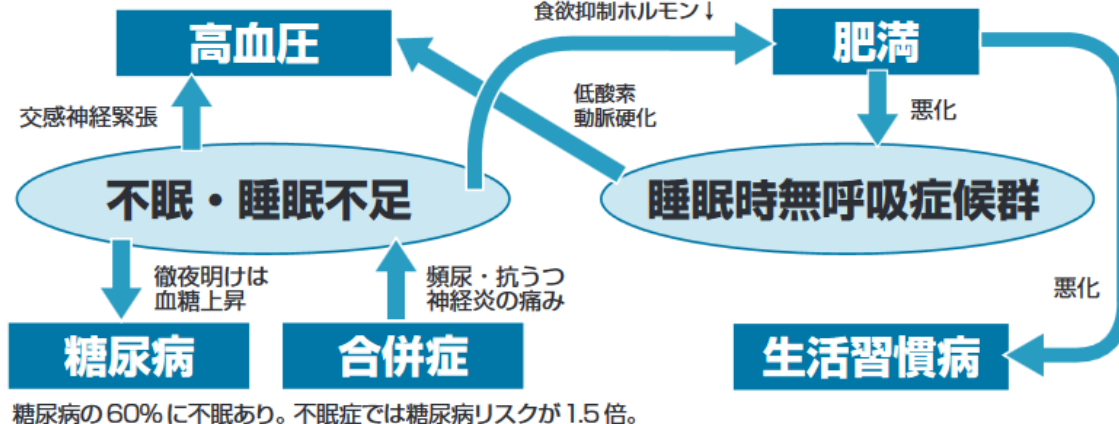 食欲抑制ホルモン↓
高血圧
肥満
交感神経緊張
低酸素
動脈硬化
悪化
不眠・睡眠不足
睡眠時無呼吸症候群
徹夜明けは
血糖上昇
頻尿・抗うつ
神経炎の痛み
悪化
糖尿病
合併症
生活習慣病
糖尿病の60%に不眠あり。不眠症では糖尿病リスクが1.5倍。